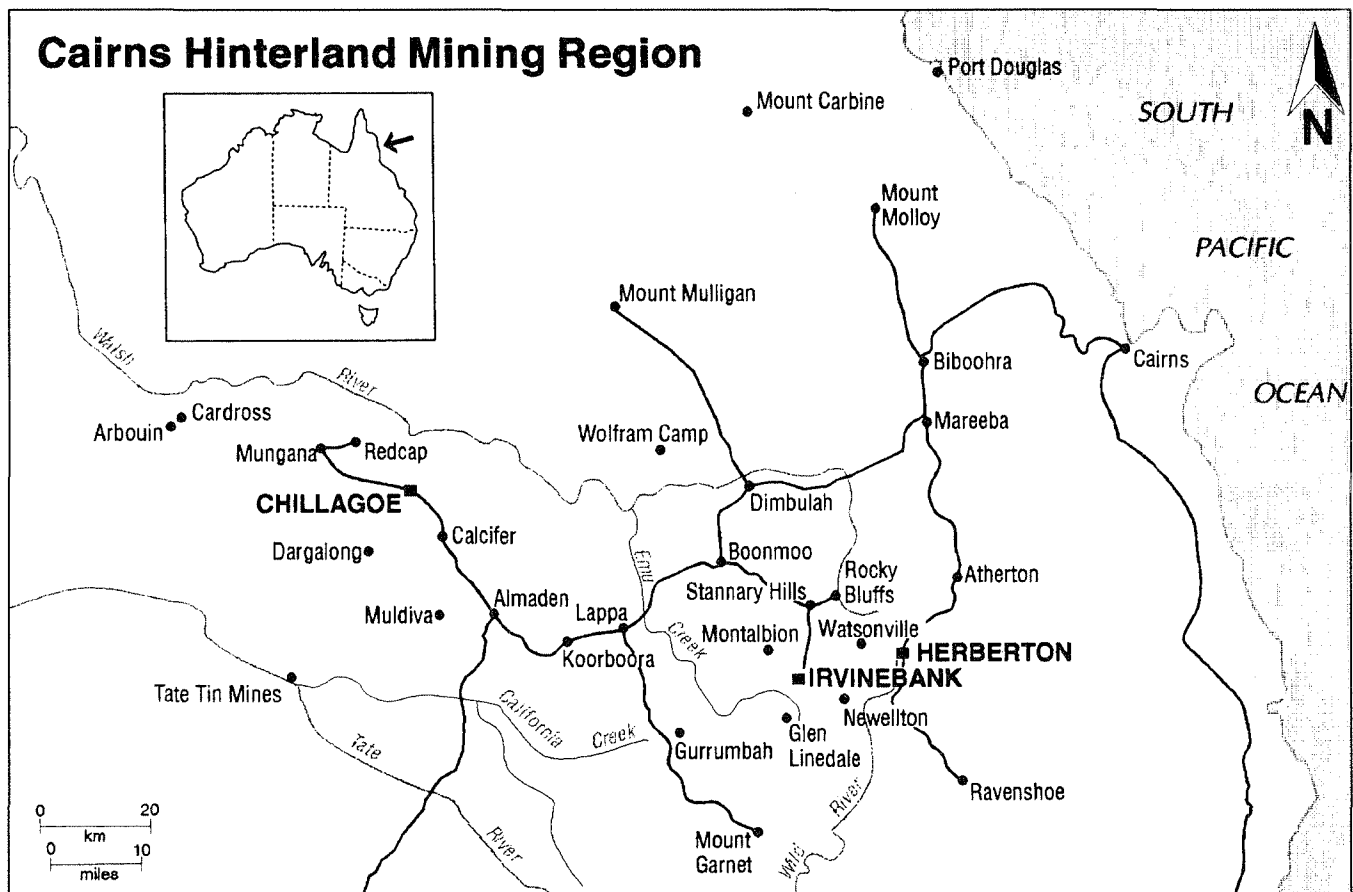 Cairns Hinterland Mining Region
Port Douglas
Mount Carbine
SOUTH
N
Mount
Molloy
PACIFIC
Mount Mulligan
Walsh
River
Biboohra
Cairns
OCEAN
Cardross
Arbouin
Mareeba
Wolfram Camp
Mungana
Redcap
CHILLAGOE
Dimbulah
Calcifer
Dargalong
Boonmoo
Emu
Creek
Rocky
Bluffs
Atherton
Stannary Hills
Almaden
Lappa
Muldiva
Montalbion
Watsonville
Koorboora
HERBERTON
IRVINEBANK
Tate Tin Mines
California
Creek
Newellton
Glen
Linedale
Gurrumbah
Tate
River
Ravenshoe
Wild
River
Mount
Garnet
0 20
km
0 10
miles